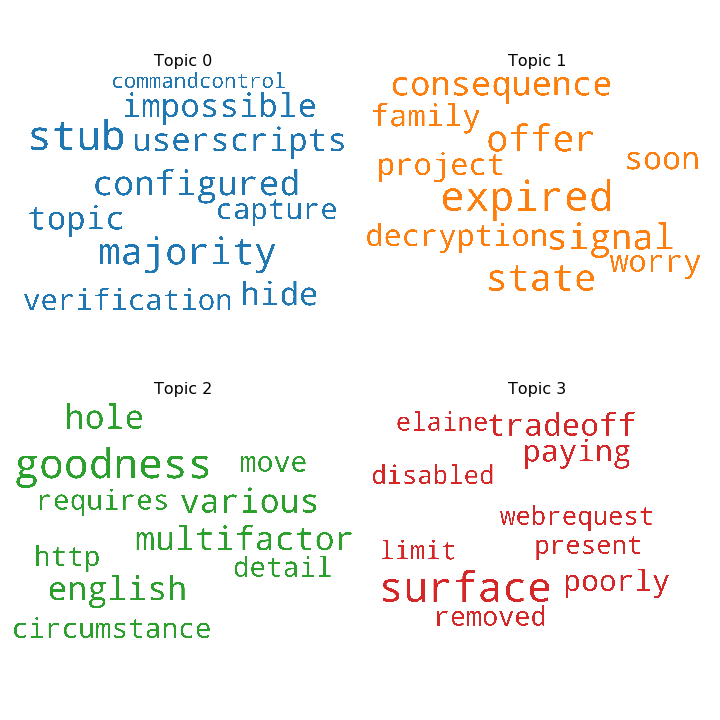 Topic 0
commandcontrol
impossible
stub userscripts
configured
capture
topic
majority
hide
verification
Topic 1
consequence
family
offer
soon
project
expired
decryption signal
worry
state
Topic 2
hole
goodness
move
requires various
multifactor
http
detail
english
circumstance
Topic 3
elaine tradeoff
paying
disabled
webrequest
present
limit
surface poorly
removed